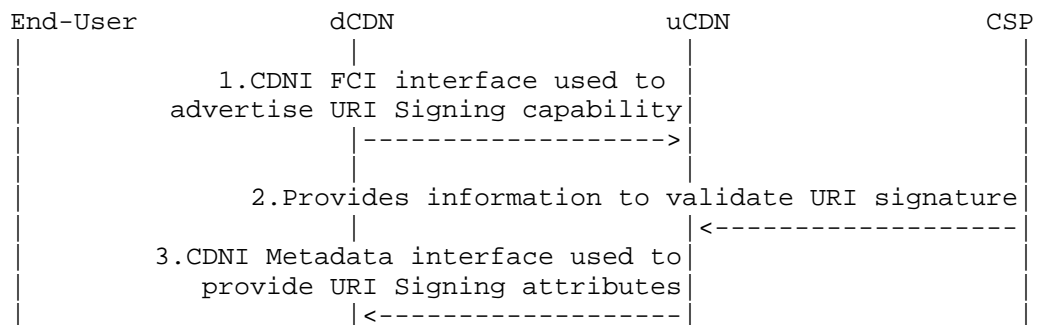 End-User dCDN uCDN CSP
1.CDNI FCI interface used to
advertise URI Signing capability
2.Provides information to validate URI signature
3.CDNI Metadata interface used to
provide URI Signing attributes